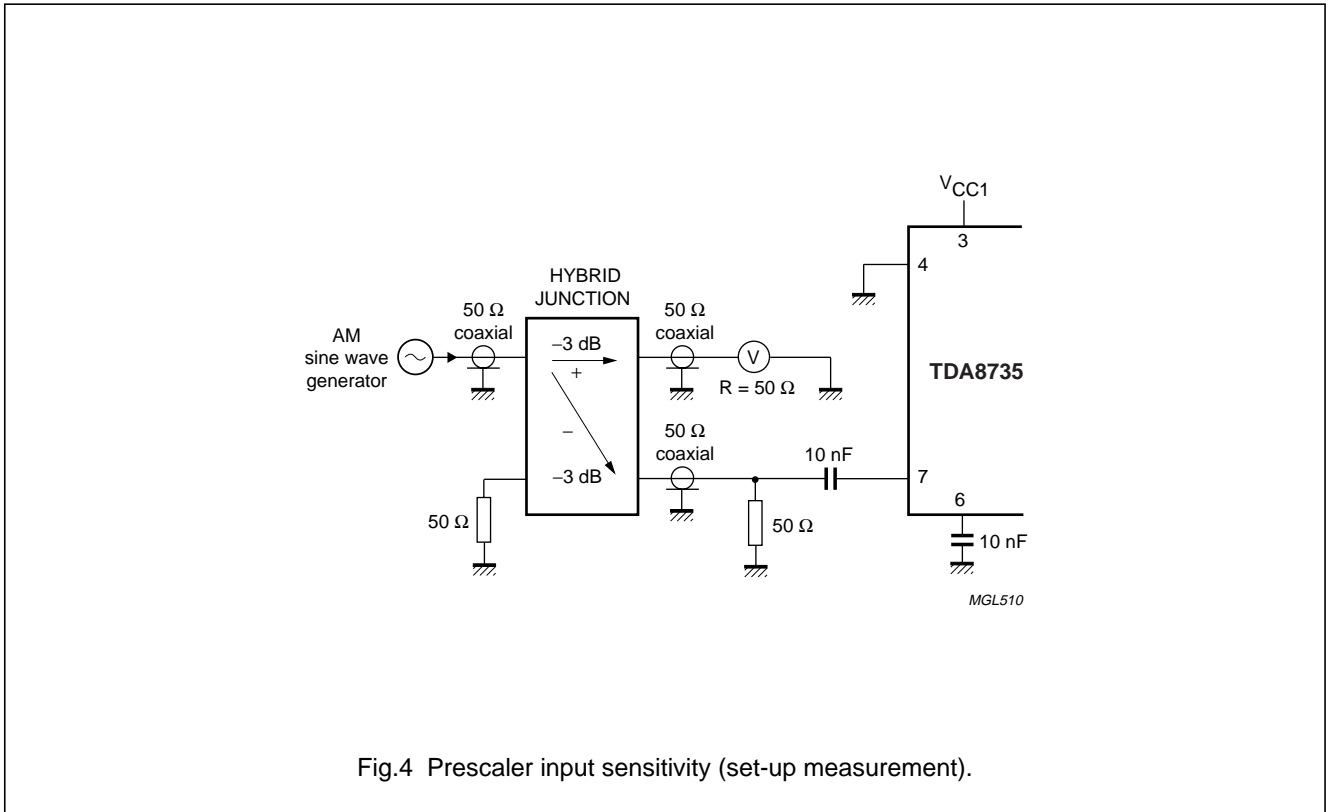 VCC1
3
4
HYBRID
JUNCTION
50 Ω
coaxial
50 Ω
coaxial
AM
sine wave
generator
−3 dB
+
V
R = 50 Ω
TDA8735
−
50 Ω
coaxial
−3 dB
10 nF
7
6
50 Ω
50 Ω
10 nF
MGL510
Fig.4 Prescaler input sensitivity (set-up measurement).